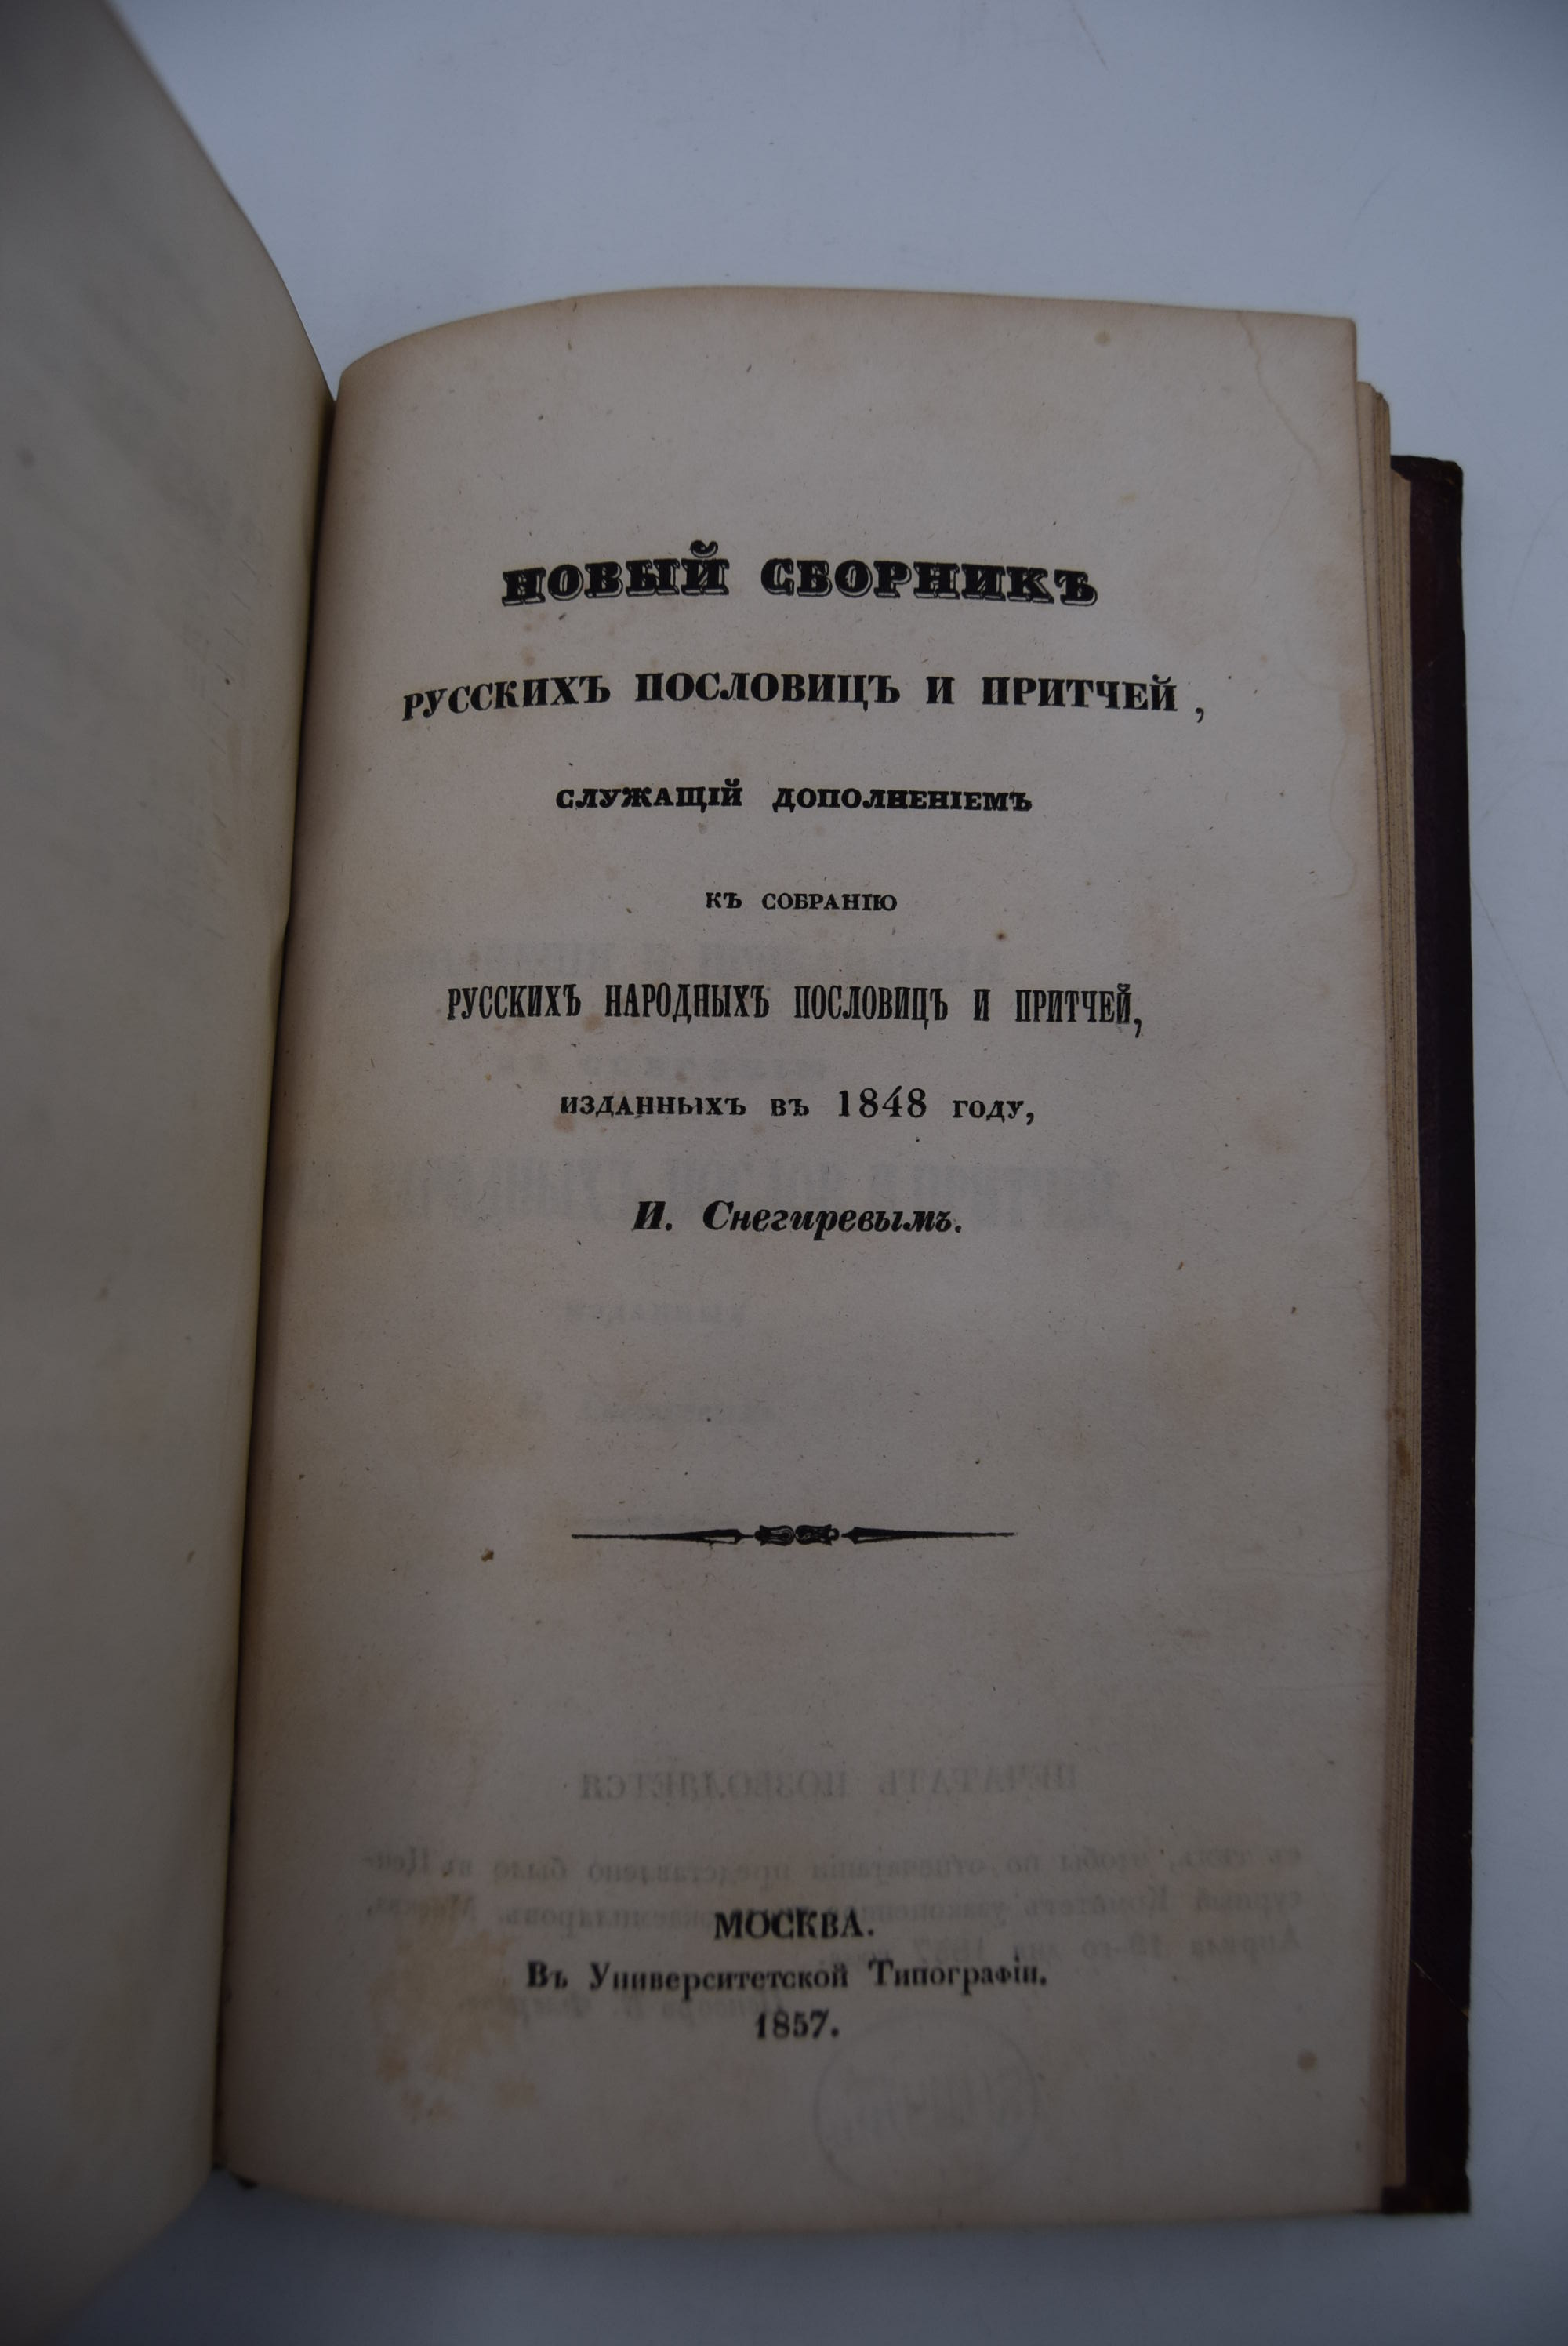 НОВЫЙ СБОРНИКЪ
РУССКИХЪ ПОСЛОВИЦЪ И ПРИТЧЕЙ,
СЛУЖАЩІЙ ДОПОЛНЕНІЕМЪ
КЪ СОБРАНІЮ
РУССКИХЪ НАРОДНЫХЪ ПОСЛОВИЦЪ И ПРИТЧЕЙ,
ИЗДАННЫХЪ ВЪ 1848 ГОДУ,
И. Снегиревымъ.
МОСКВА.
Въ Университетской Типографіи.
1857.